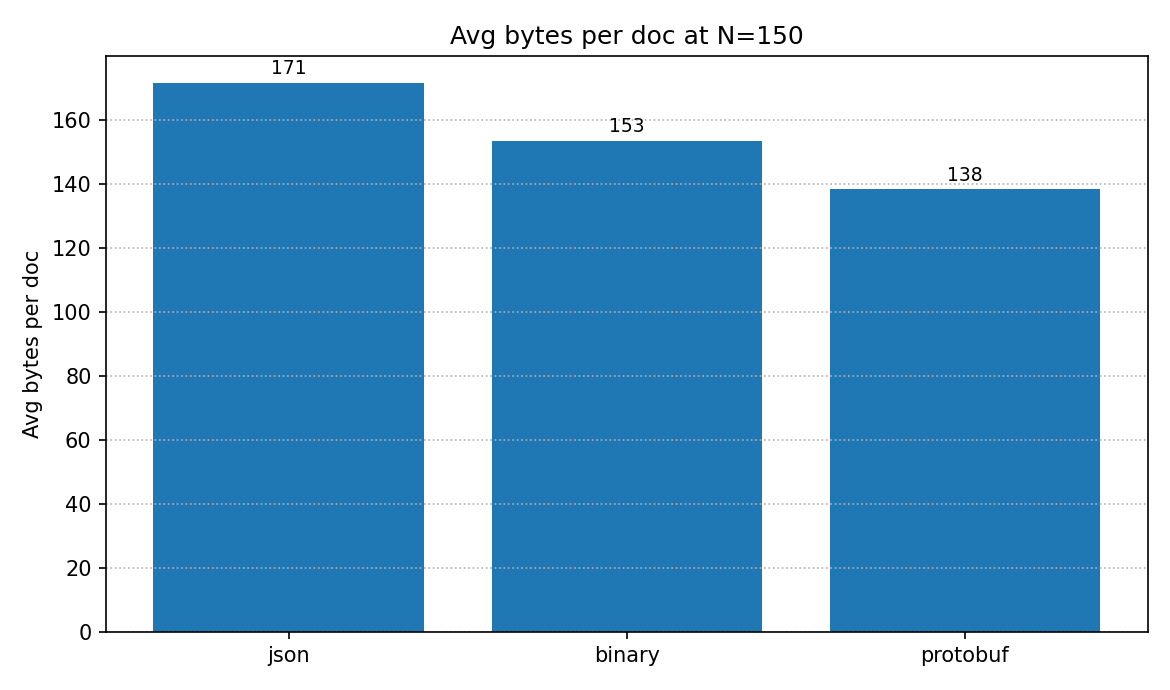 Avg bytes per doc at N=150
171
153
138
160
140
120
100
80
60
40
20
0
Avg bytes per doc
json
binary
protobuf